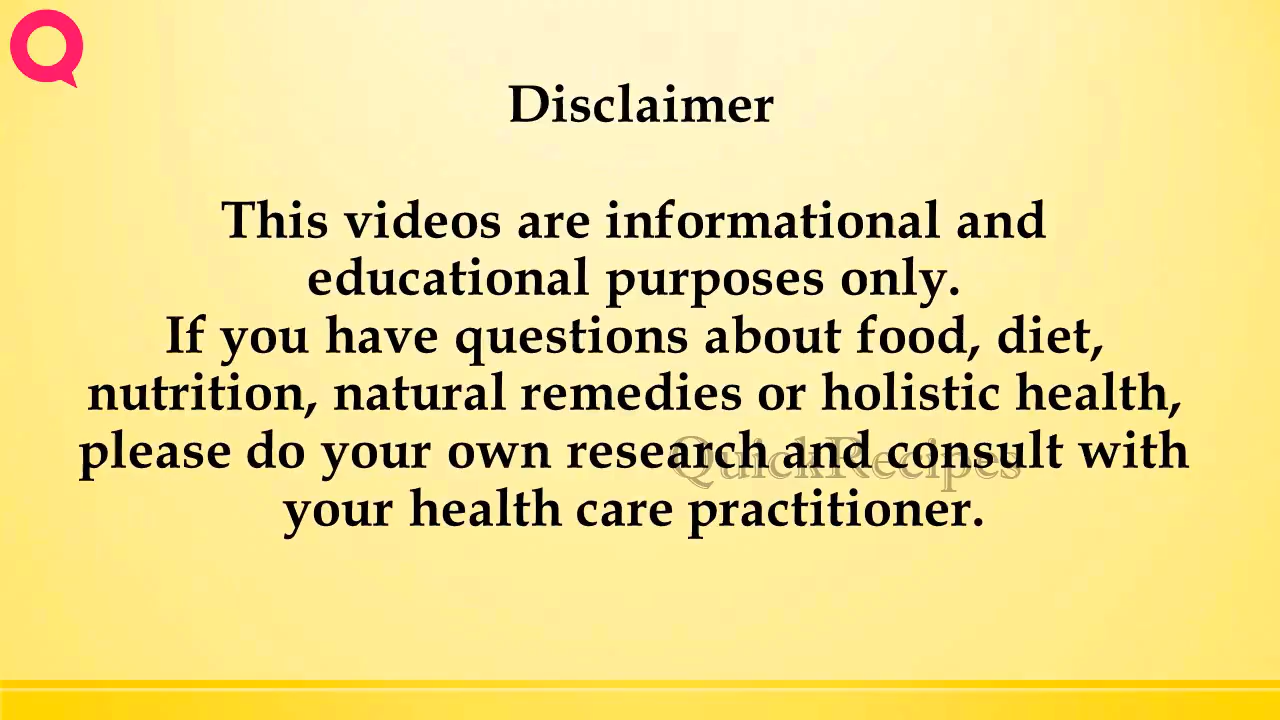 Disclaimer
This videos are informational and
educational purposes only.
If you have questions about food, diet,
nutrition, natural remedies or holistic health,
please do your own research and consult with
QuickRecipes
your health care practitioner.